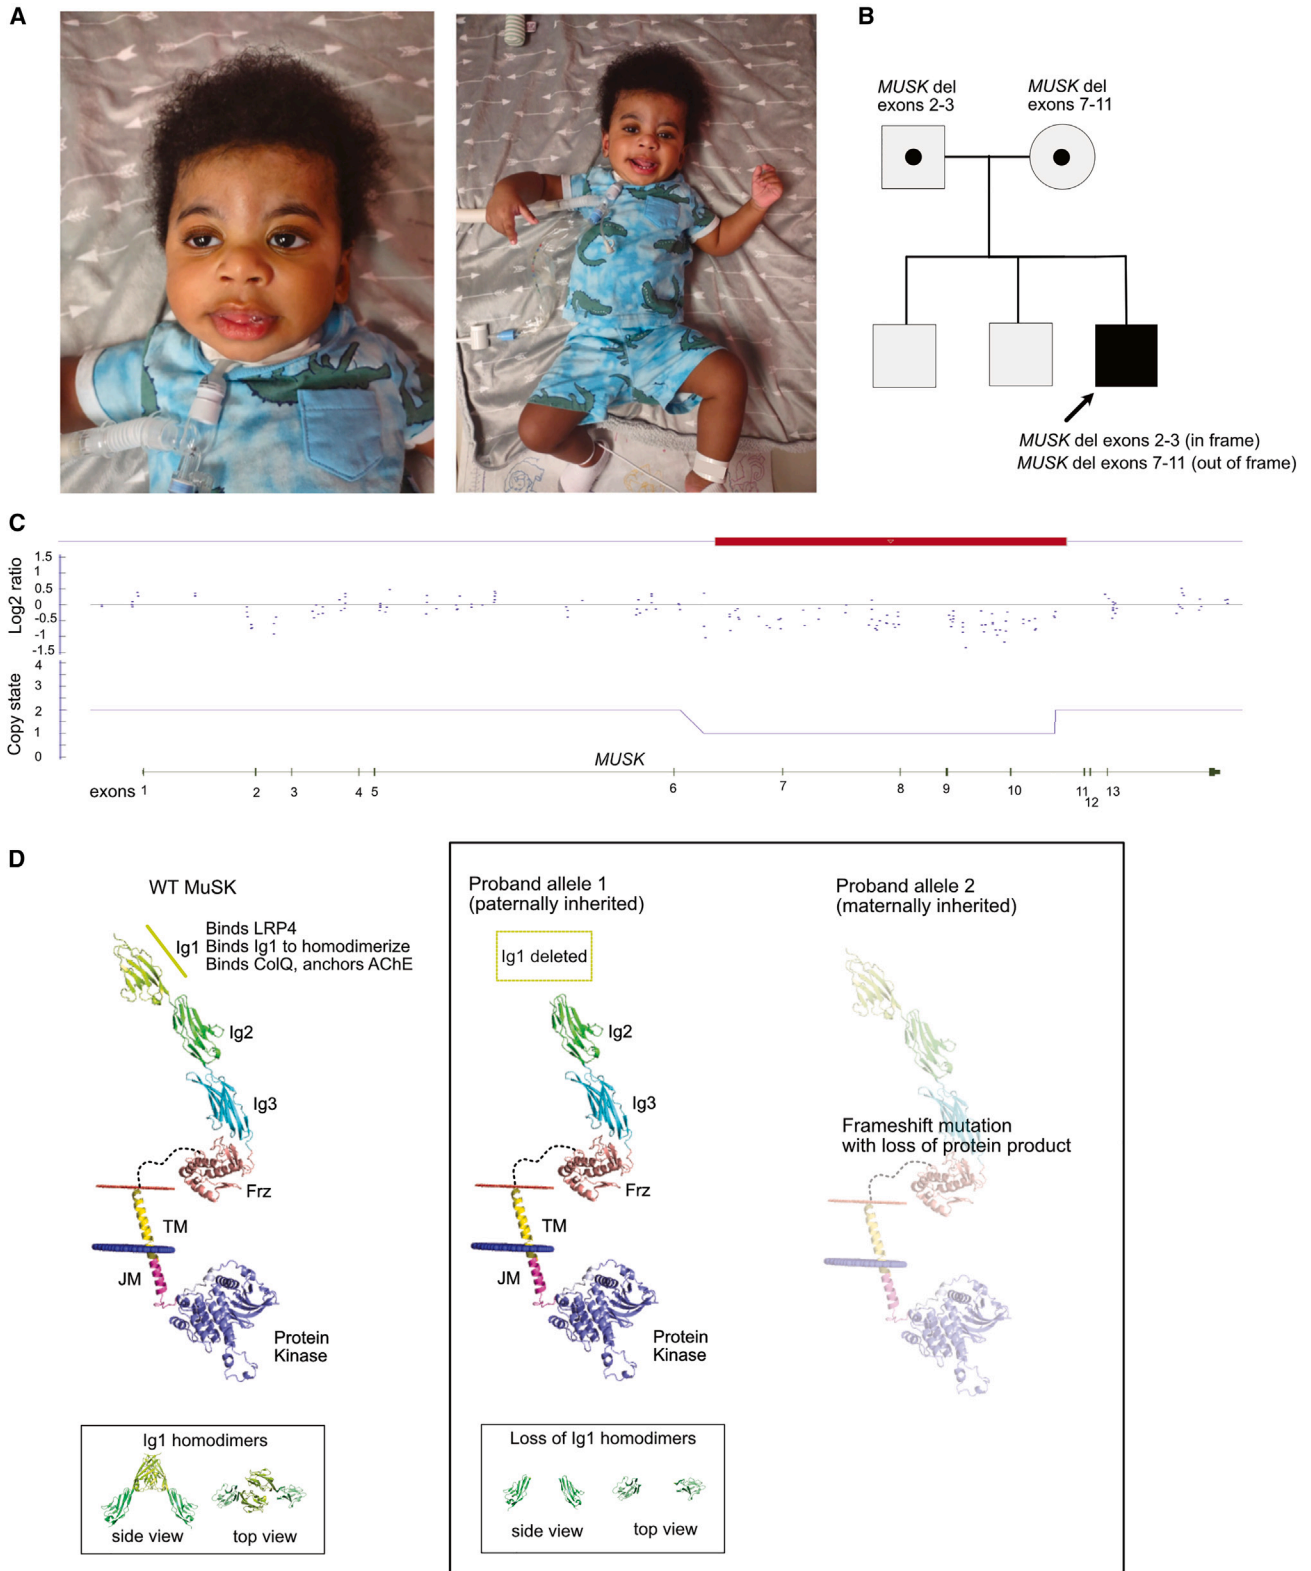 A
B
MUSK del
exons 2-3
MUSK del
exons 7-11
MUSK del exons 2-3 (in frame)
MUSK del exons 7-11 (out of frame)
C
Log2 ratio
1.5
1
0.5
0
-0.5
-1
-1.5
Copy state
4
3
2
1
0
MUSK
exons 1 2 3 4 5 6 7 8 9 10 11 12 13
D
WT MuSK
Ig1
Binds LRP4
Binds Ig1 to homodimerize
Binds ColQ, anchors AChE
Ig2
Ig3
Frz
TM
JM
Protein
Kinase
Ig1 homodimers
side view
top view
Proband allele 1
(paternally inherited)
Ig1 deleted
Ig2
Ig3
Frz
TM
JM
Protein
Kinase
Loss of Ig1 homodimers
side view
top view
Proband allele 2
(maternally inherited)
Frameshift mutation
with loss of protein product